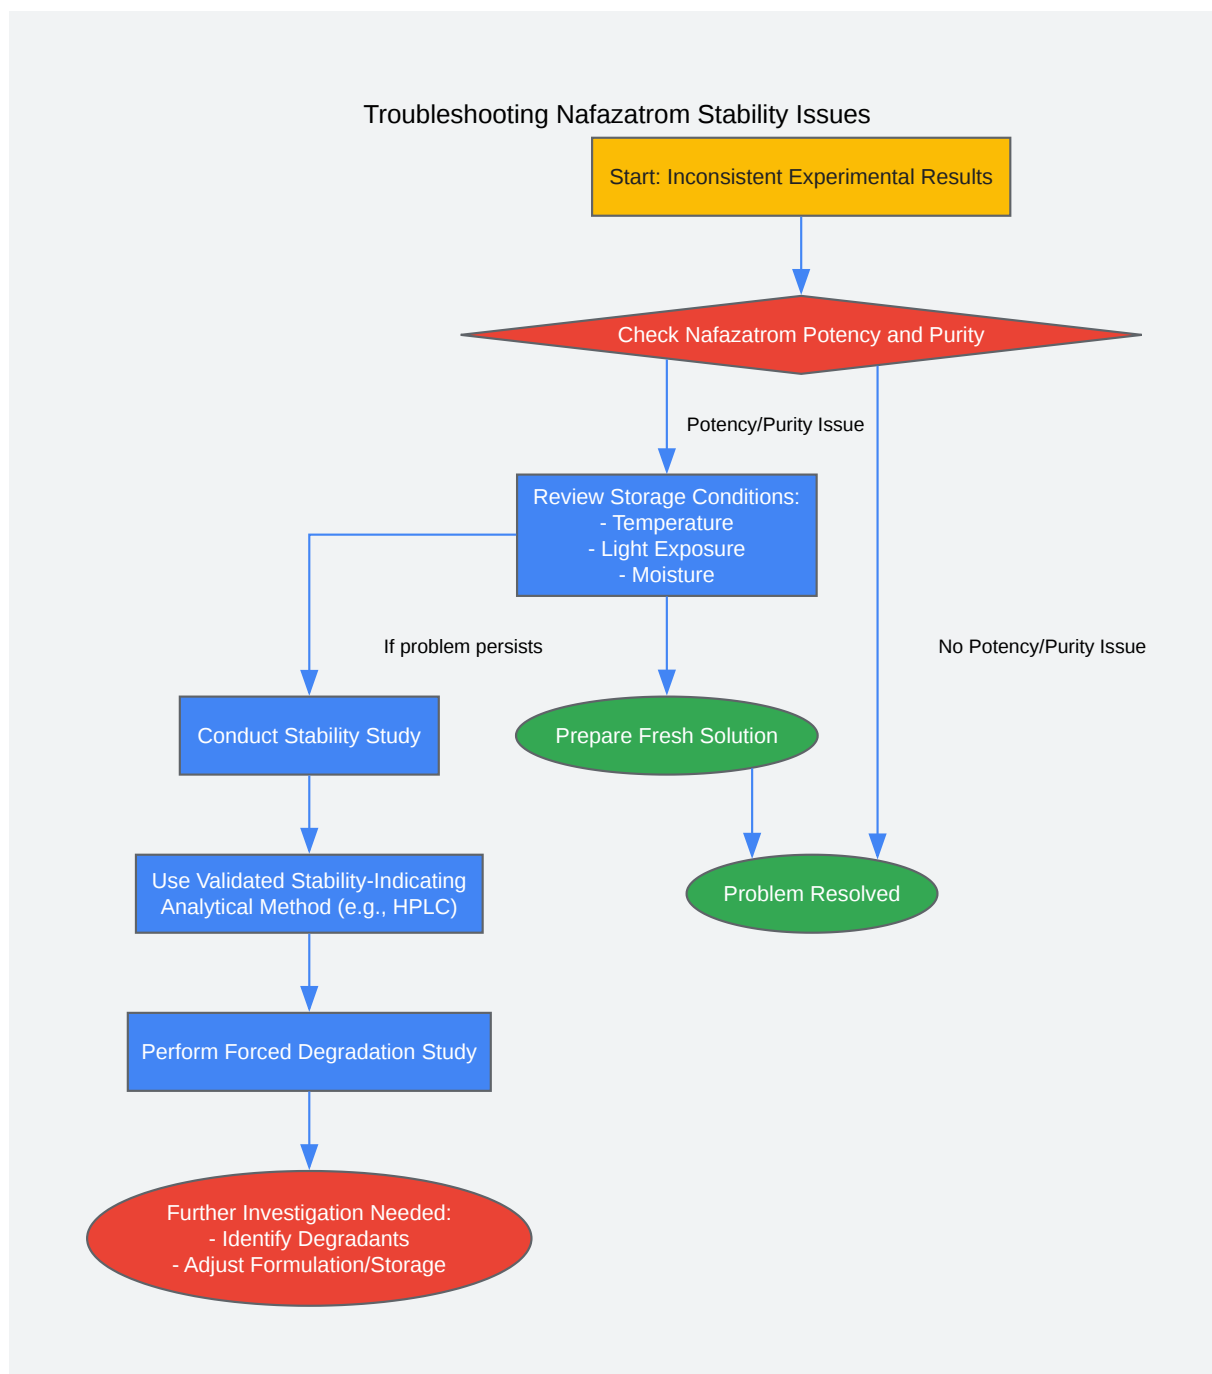 Troubleshooting Nafazatrom Stability Issues
Start: Inconsistent Experimental Results
Check Nafazatrom Potency and Purity
Potency/Purity Issue
Review Storage Conditions:
- Temperature
- Light Exposure
- Moisture
If problem persists
No Potency/Purity Issue
Conduct Stability Study
Prepare Fresh Solution
Use Validated Stability-Indicating
Analytical Method (e.g., HPLC)
Problem Resolved
Perform Forced Degradation Study
Further Investigation Needed:
- Identify Degradants
- Adjust Formulation/Storage